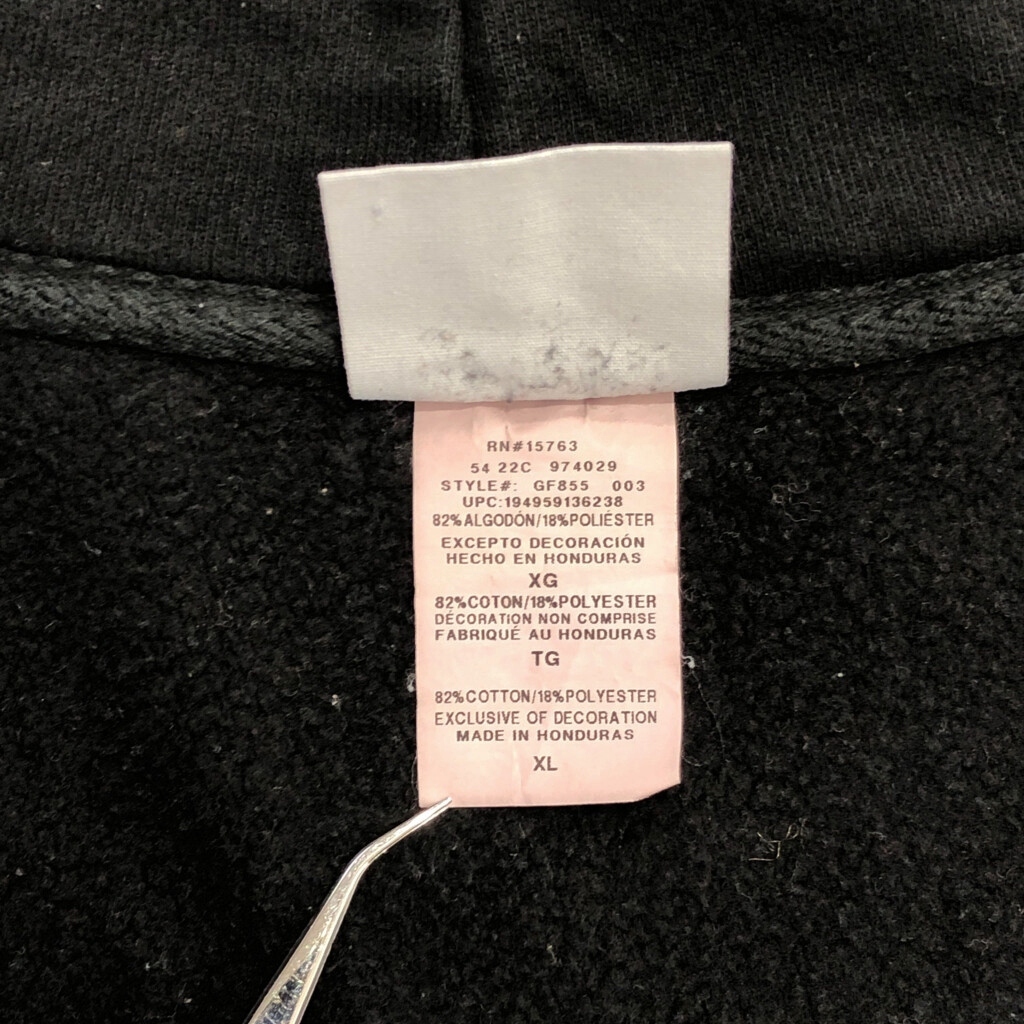 RN#15763
54 22C 974029
STYLE#: GF855 003
UPC:194959136238
82%ALGODÓN/18%POLIÉSTER
EXCEPTO DECORACIÓN
HECHO EN HONDURAS
XG
82%COTON/18%POLYESTER
DÉCORATION NON COMPRISE
FABRIQUÉ AU HONDURAS
TG
82%COTTON/18%POLYESTER
EXCLUSIVE OF DECORATION
MADE IN HONDURAS
XL